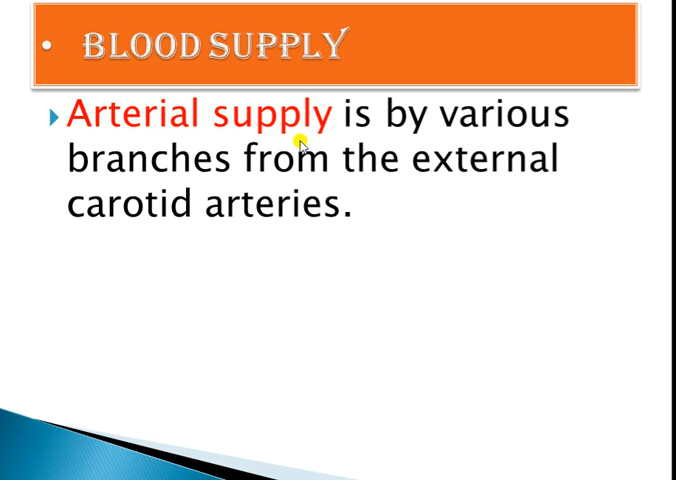 • BLOOD SUPPLY
Arterial supply is by various
branches from the external
carotid arteries.